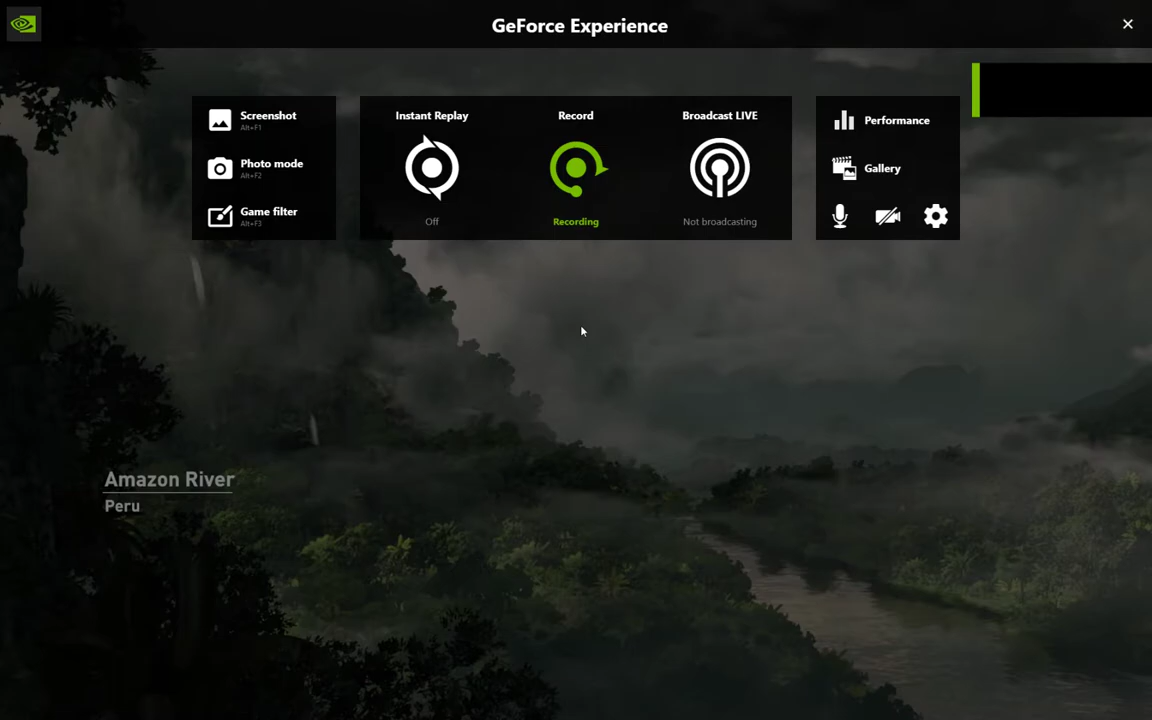 GeForce Experience
Screenshot
Alt+F1
Photo mode
Alt+F2
Game filter
Alt+F3
Instant Replay
Off
Record
Recording
Broadcast LIVE
Not broadcasting
Performance
Gallery
Amazon River
Peru